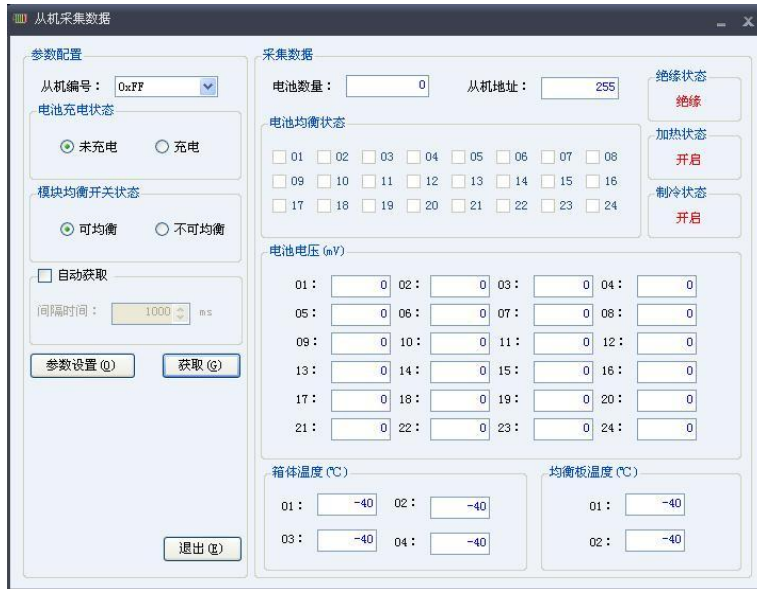 从机采集数据
参数配置
从机编号： 0xFF
电池充电状态
未充电 充电
模块均衡开关状态
可均衡 不可均衡
自动获取
间隔时间： 1000 ms
参数设置(O) 获取(G)
退出(E)
采集数据
电池数量： 0 从机地址： 255
电池均衡状态
01 02 03 04 05 06 07 08
09 10 11 12 13 14 15 16
17 18 19 20 21 22 23 24
绝缘状态
绝缘
加热状态
开启
制冷状态
开启
电池电压(mV)
01： 0 02： 0 03： 0 04： 0
05： 0 06： 0 07： 0 08： 0
09： 0 10： 0 11： 0 12： 0
13： 0 14： 0 15： 0 16： 0
17： 0 18： 0 19： 0 20： 0
21： 0 22： 0 23： 0 24： 0
箱体温度(℃)
01： -40 02： -40
03： -40 04： -40
均衡板温度(℃)
01： -40
02： -40